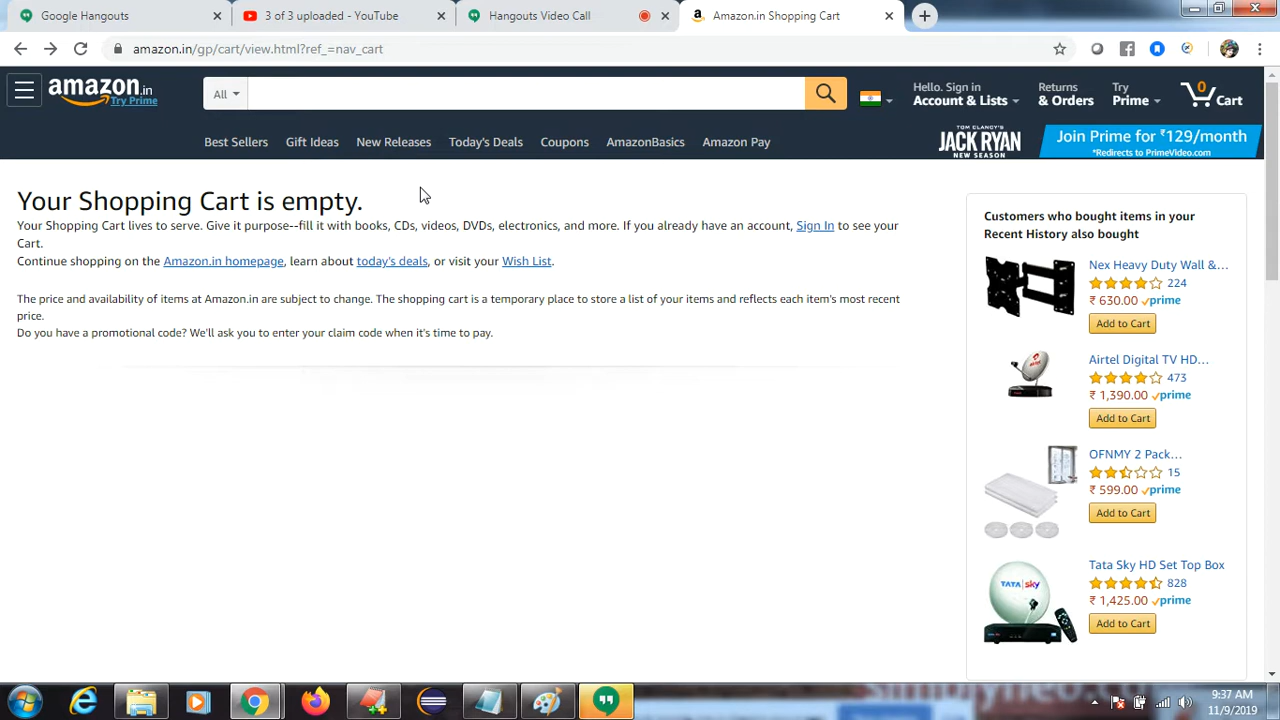 Google Hangouts
3 of 3 uploaded - YouTube
Hangouts Video Call
Amazon.in Shopping Cart
amazon.in/gp/cart/view.html?ref_=nav_cart
amazon.in
Try Prime
All
Hello. Sign in
Account & Lists
Returns
& Orders
Try
Prime
0
Cart
Best Sellers
Gift Ideas
New Releases
Today's Deals
Coupons
AmazonBasics
Amazon Pay
TOM CLANCY'S
JACK RYAN
NEW SEASON
Join Prime for ₹129/month
*Redirects to PrimeVideo.com
Your Shopping Cart is empty.
Your Shopping Cart lives to serve. Give it purpose--fill it with books, CDs, videos, DVDs, electronics, and more. If you already have an account, Sign In to see your
Cart.
Continue shopping on the Amazon.in homepage, learn about today's deals, or visit your Wish List.
The price and availability of items at Amazon.in are subject to change. The shopping cart is a temporary place to store a list of your items and reflects each item's most recent
price.
Do you have a promotional code? We'll ask you to enter your claim code when it's time to pay.
Customers who bought items in your
Recent History also bought
Nex Heavy Duty Wall &...
224
₹ 630.00 prime
Add to Cart
Airtel Digital TV HD...
473
₹ 1,390.00 prime
Add to Cart
OFNMY 2 Pack...
15
₹ 599.00 prime
Add to Cart
TATA SKY
Tata Sky HD Set Top Box
828
₹ 1,425.00 prime
Add to Cart
9:37 AM
11/9/2019